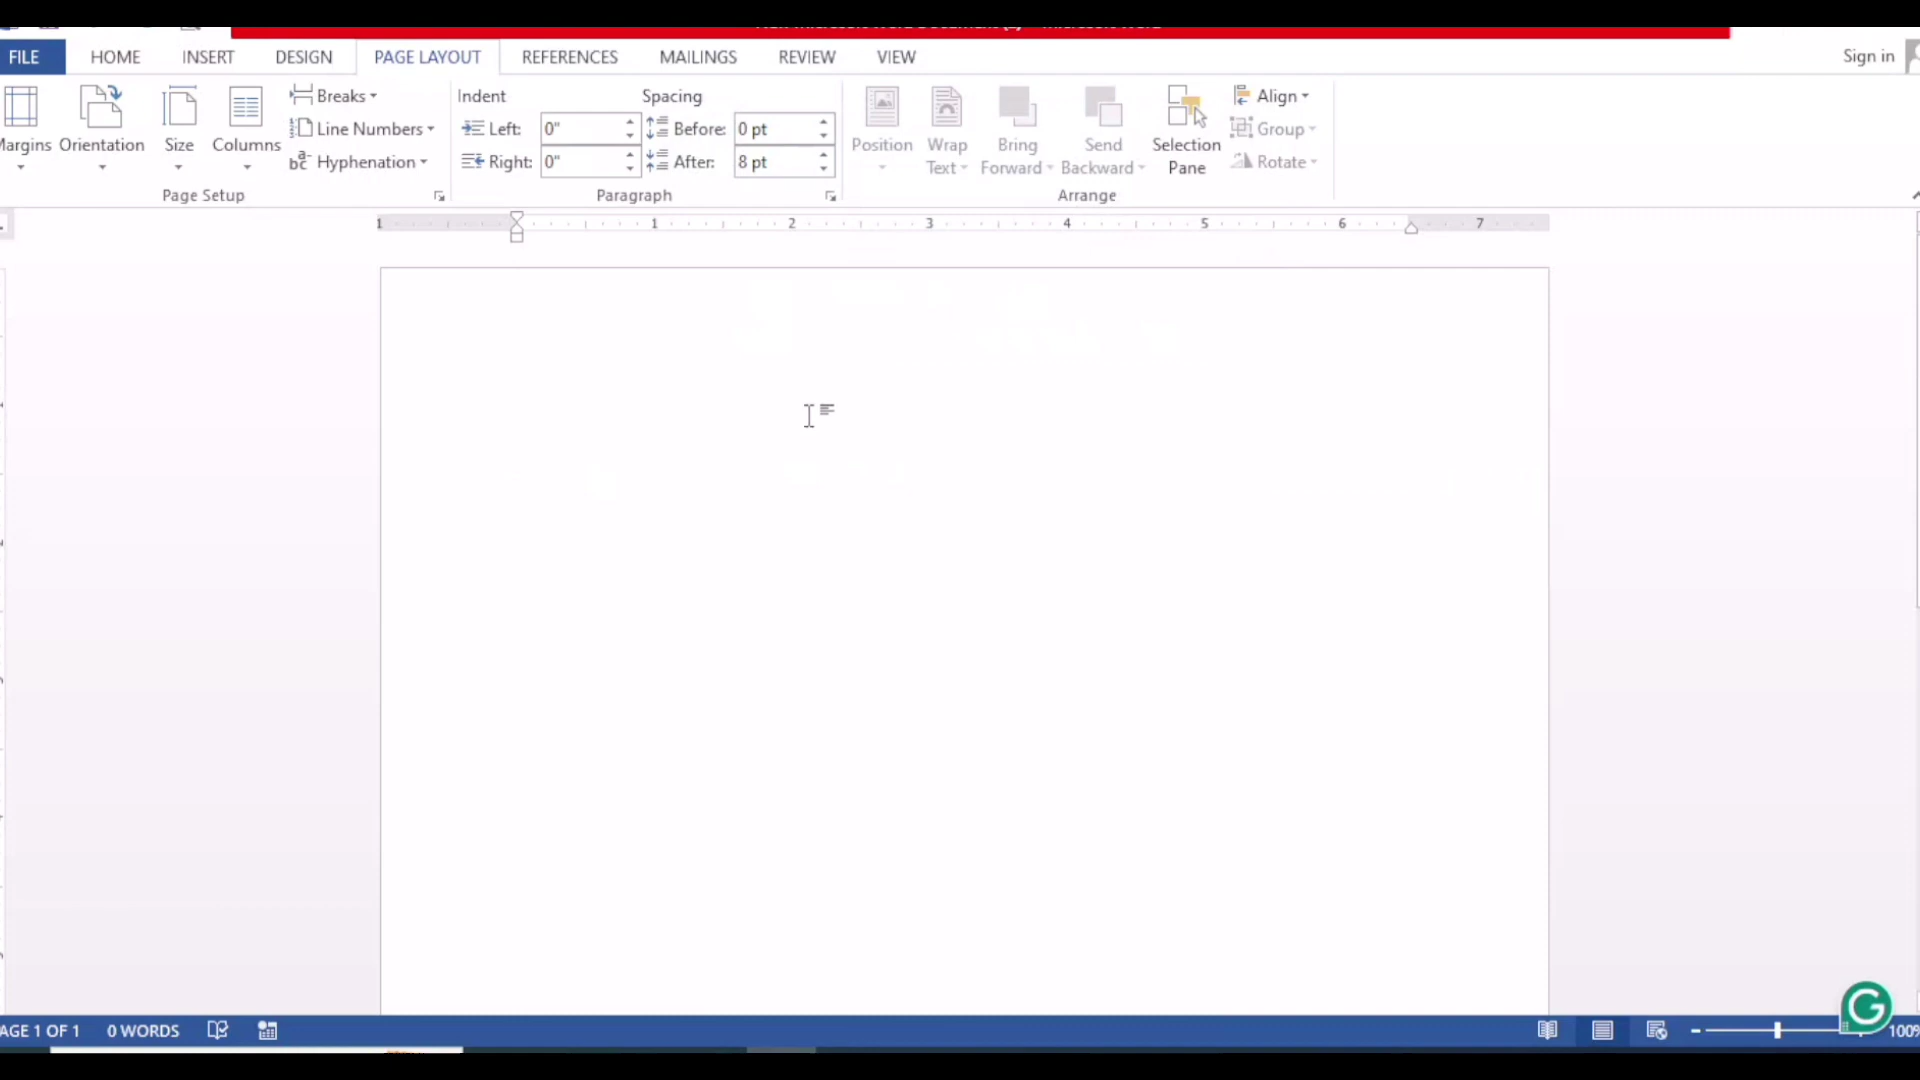 FILE HOME INSERT DESIGN PAGE LAYOUT REFERENCES MAILINGS REVIEW VIEW Sign in
Breaks Indent Spacing Align
Line Numbers Left: 0" Before: 0 pt Group
Margins Orientation Size Columns Position Wrap Bring Send Selection
Hyphenation Right: 0" After: 8 pt Text Forward Backward Pane Rotate
Page Setup Paragraph Arrange
1 1 2 3 4 5 6 7
PAGE 1 OF 1 0 WORDS 100%